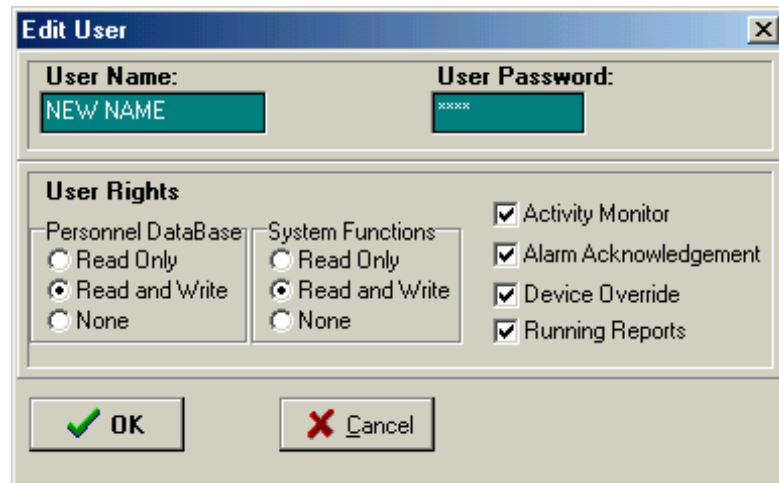 Edit User
User Name: User Password:
NEW NAME ****
User Rights
Personnel DataBase System Functions
Read Only Read Only
Read and Write Read and Write
None None
Activity Monitor
Alarm Acknowledgement
Device Override
Running Reports
OK Cancel